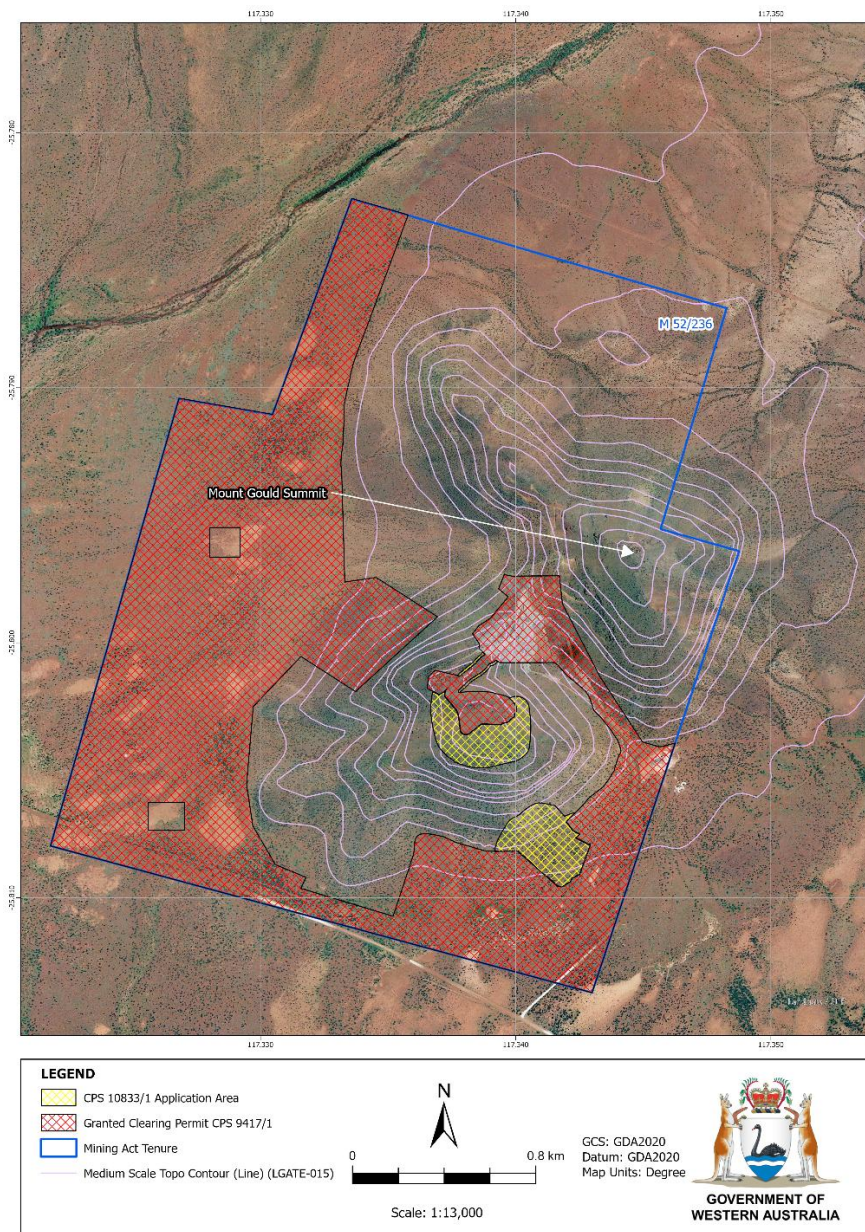 117.330
117.340
117.350
-25.780
M 52/236
-25.790
Mount Gould Summit
-25.800
-25.810
LEGEND
CPS 10833/1 Application Area
Granted Clearing Permit CPS 9417/1
Mining Act Tenure
Medium Scale Topo Contour (Line) (LGATE-015)
N
0
0.8 km
Scale: 1:13,000
GCS: GDA2020
Datum: GDA2020
Map Units: Degree
GOVERNMENT OF
WESTERN AUSTRALIA
117.330
117.340
117.350